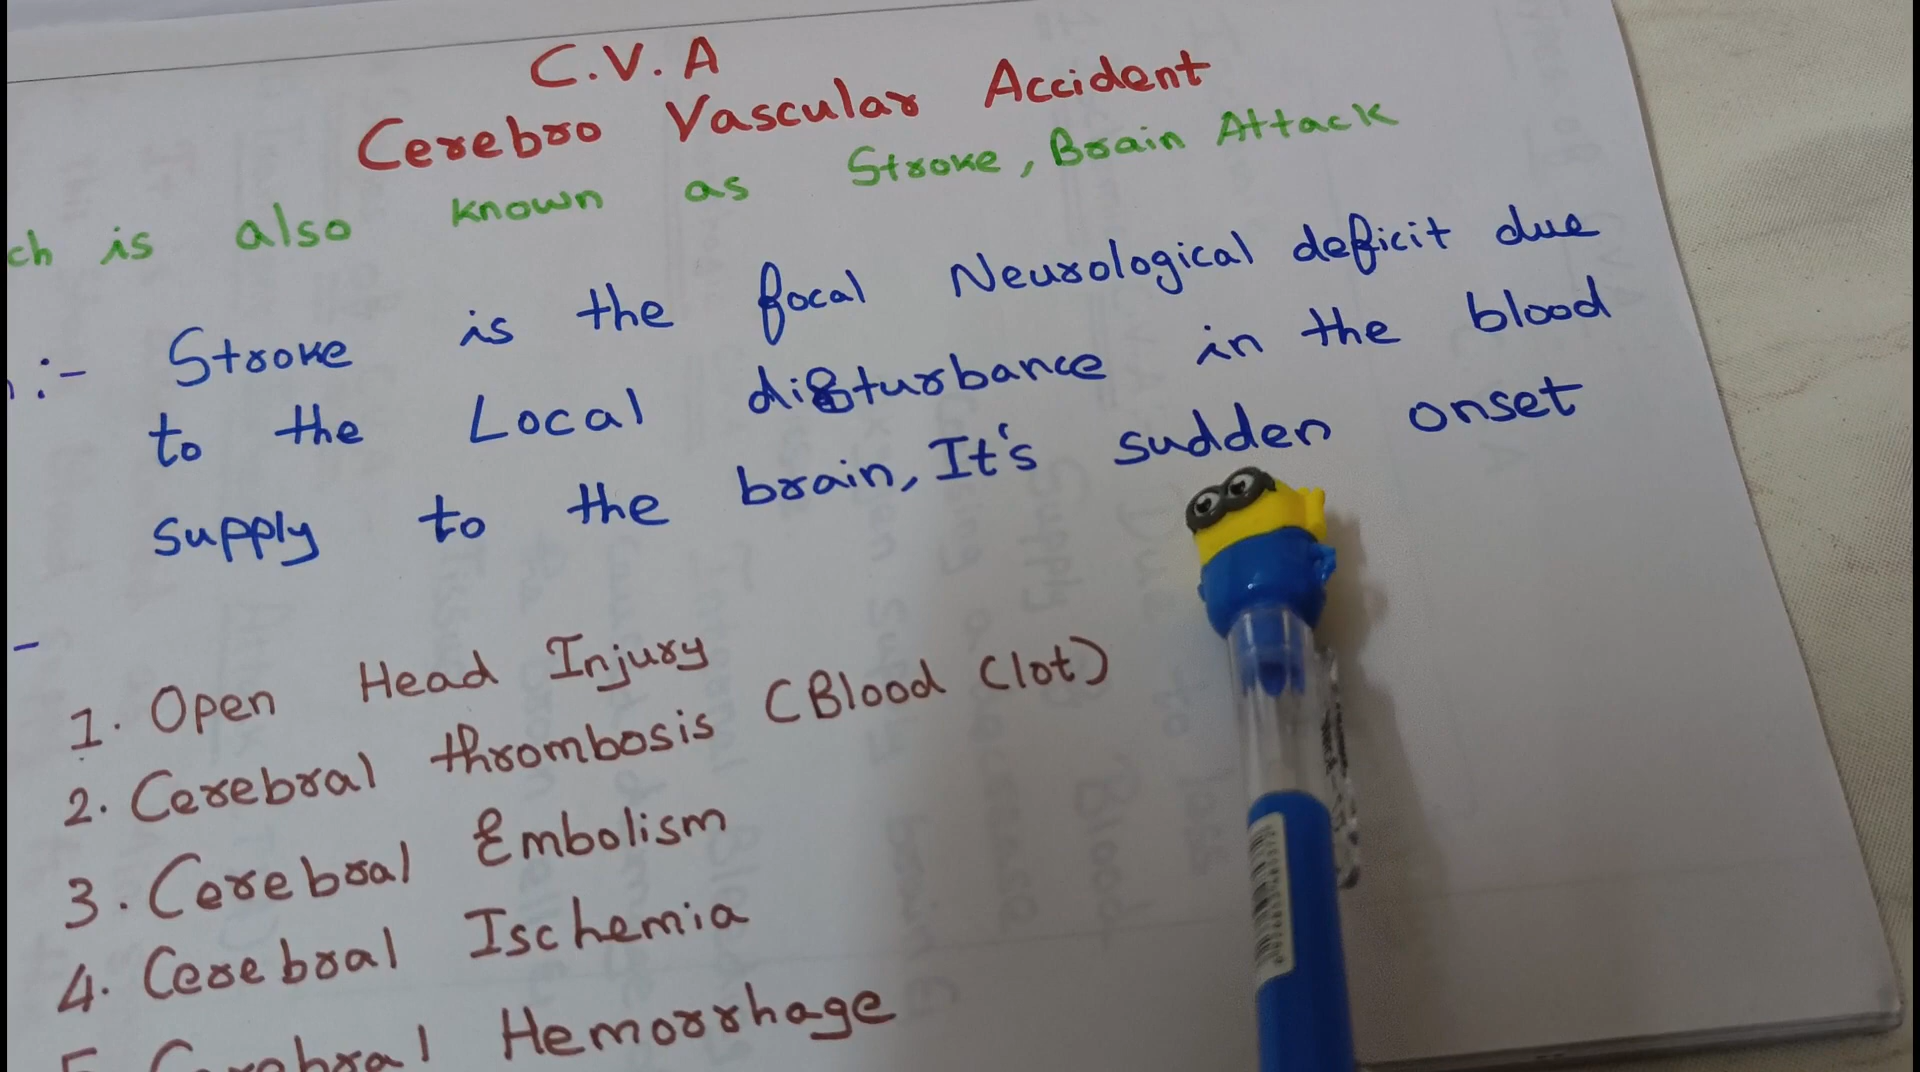 C.V.A
Cerebro Vascular Accident
ch is also known as Stroke, Brain Attack
:- Stroke is the focal Neurological deficit due
to the Local disturbance in the blood
supply to the brain, It's sudden onset
-
1. Open Head Injury
2. Cerebral thrombosis (Blood Clot)
3. Cerebral Embolism
4. Cerebral Ischemia
5. Cerebral Hemorrhage